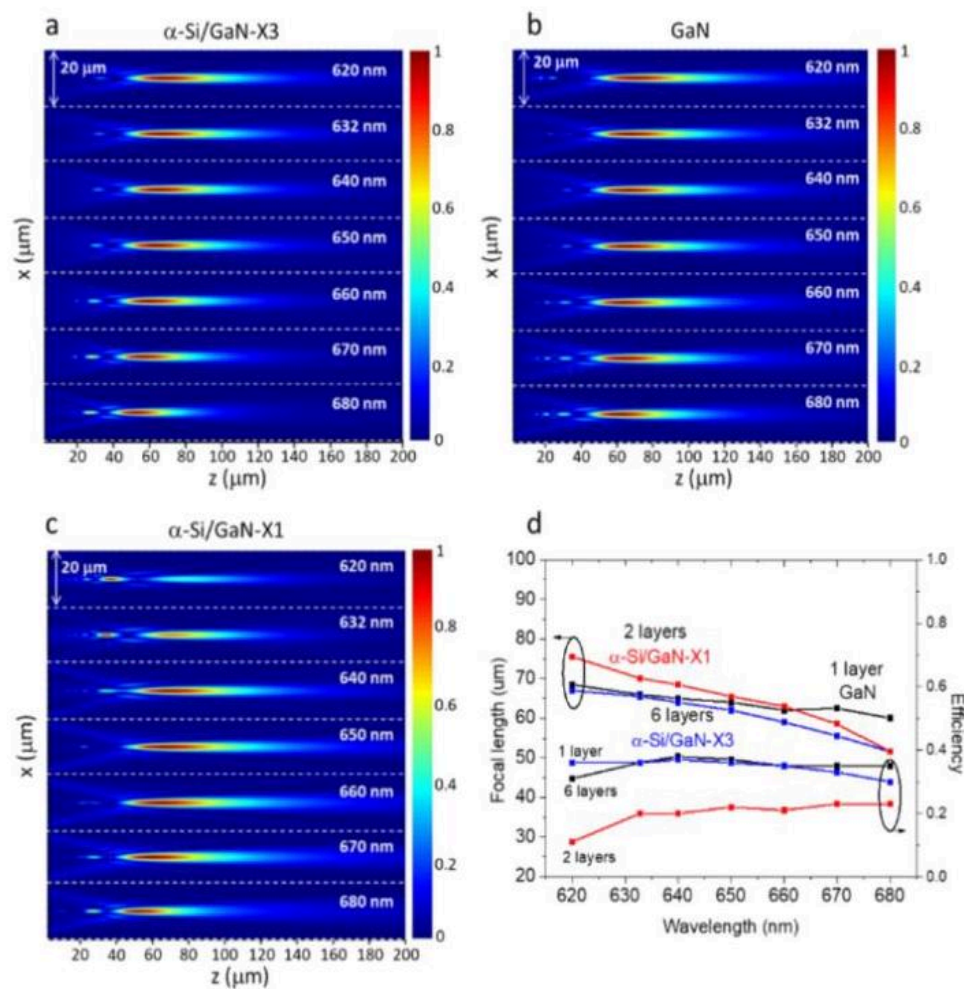 a
α-Si/GaN-X3
20 μm
620 nm
632 nm
640 nm
650 nm
660 nm
670 nm
680 nm
x (μm)
20 40 60 80 100 120 140 160 180 200
z (μm)
1
0.8
0.6
0.4
0.2
0
b
GaN
20 μm
620 nm
632 nm
640 nm
650 nm
660 nm
670 nm
680 nm
x (μm)
20 40 60 80 100 120 140 160 180 200
z (μm)
1
0.8
0.6
0.4
0.2
0
c
α-Si/GaN-X1
20 μm
620 nm
632 nm
640 nm
650 nm
660 nm
670 nm
680 nm
x (μm)
20 40 60 80 100 120 140 160 180 200
z (μm)
1
0.8
0.6
0.4
0.2
0
d
100
90
80
70
60
50
40
30
20
Focal length (um)
2 layers
α-Si/GaN-X1
1 layer
GaN
6 layers
α-Si/GaN-X3
1 layer
6 layers
2 layers
1.0
0.8
0.6
0.4
0.2
0.0
Efficiency
620 630 640 650 660 670 680
Wavelength (nm)